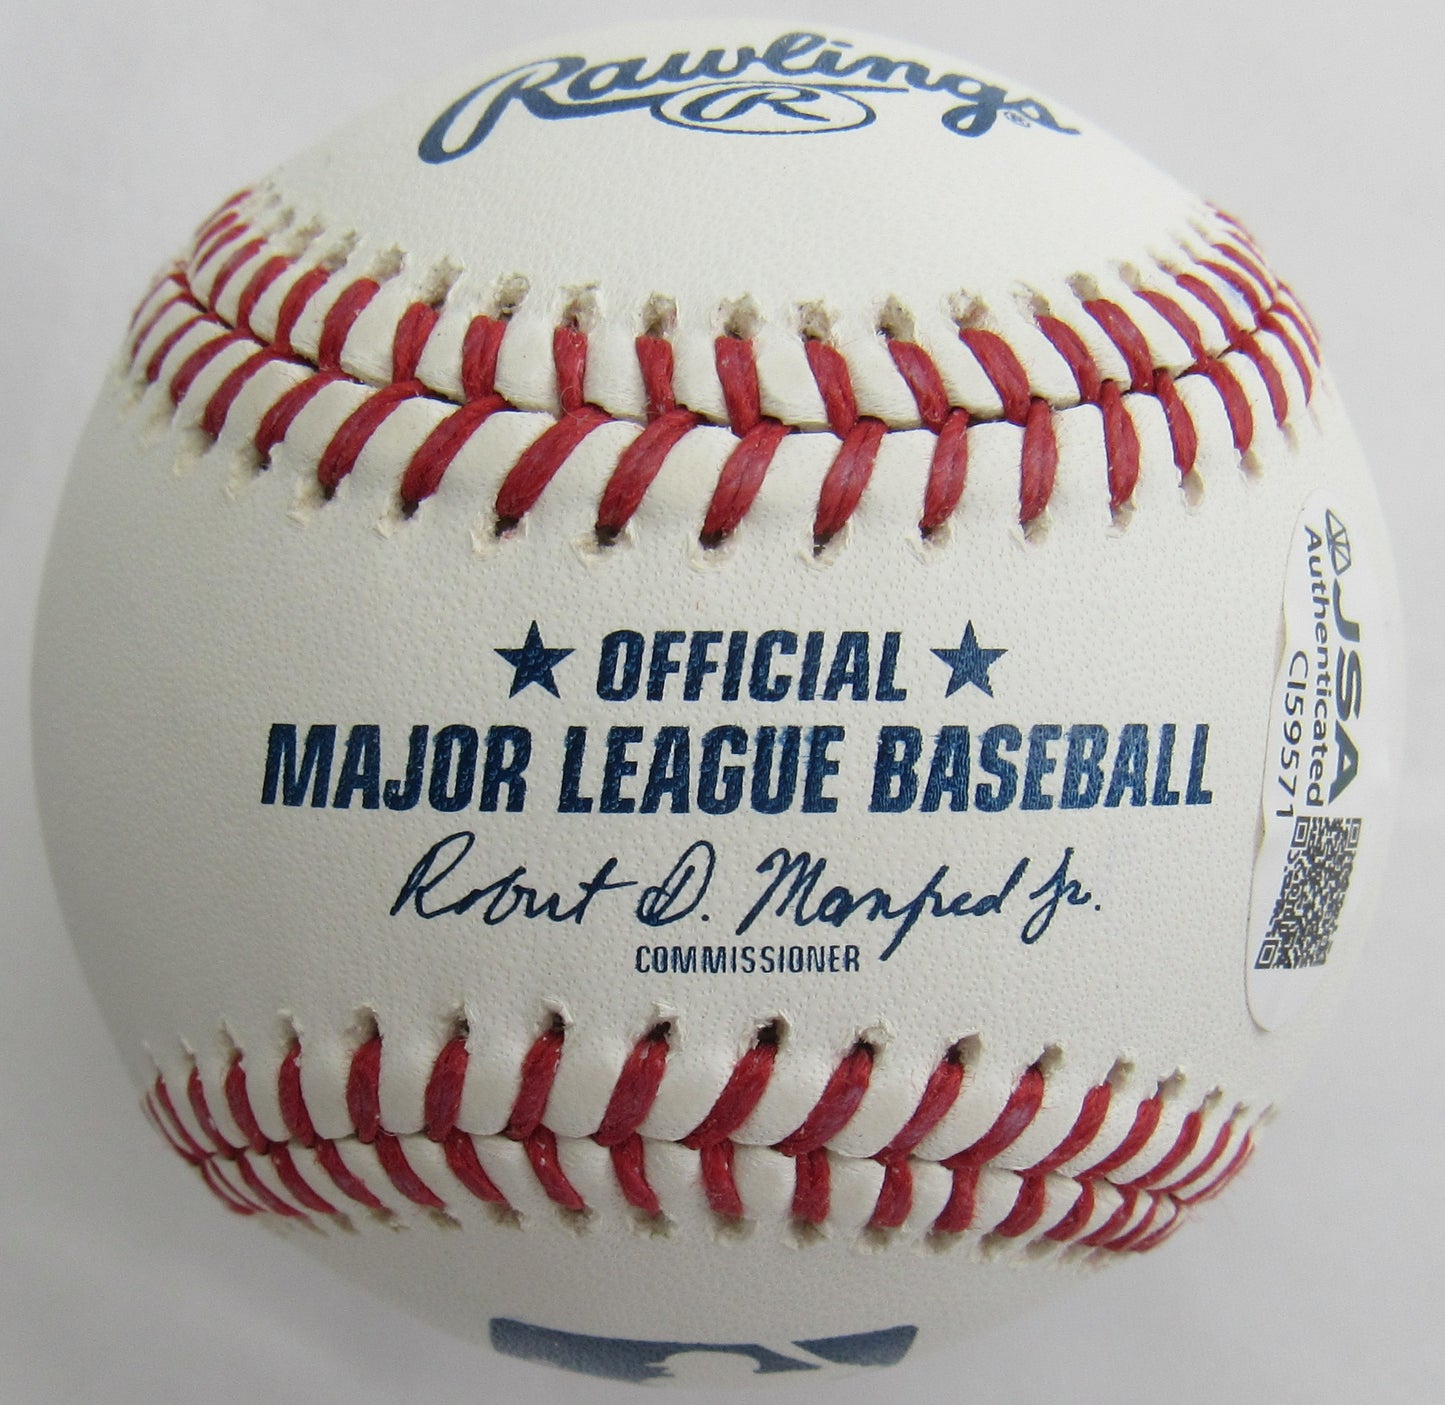 Rawlings
R
®
★ OFFICIAL ★
MAJOR LEAGUE BASEBALL
Robert D. Manfred Jr.
COMMISSIONER
JSA
Authenticated
CI59571